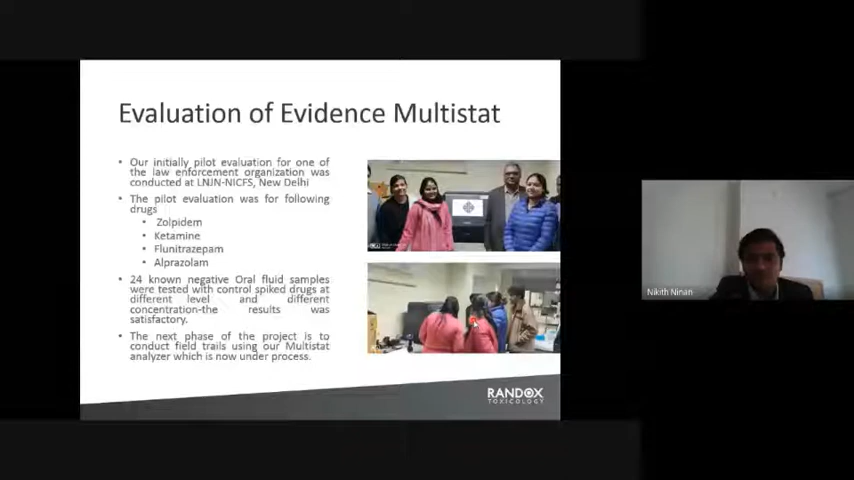 Evaluation of Evidence Multistat
• Our initially pilot evaluation for one of
the law enforcement organization was
conducted at LNJN-NICFS, New Delhi
• The pilot evaluation was for following
drugs
• Zolpidem
• Ketamine
• Flunitrazepam
• Alprazolam
• 24 known negative Oral fluid samples
were tested with control spiked drugs at
different level and different
concentration-the results was
satisfactory.
• The next phase of the project is to
conduct field trails using our Multistat
analyzer which is now under process.
RANDOX
TOXICOLOGY
Nikith Ninan